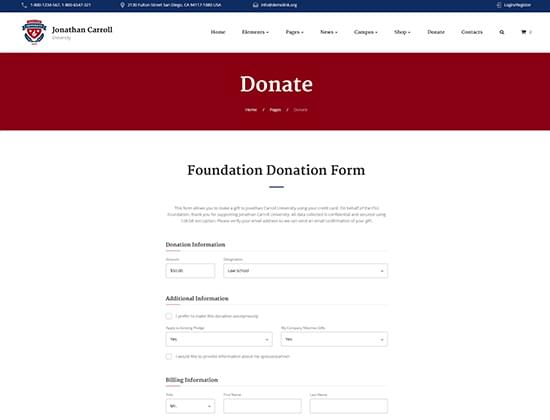 1-800-1234-567, 1-800-6547-321
2130 Fulton Street San Diego, CA 94117-1080 USA
info@demolink.org
Login/Register
Jonathan Carroll
University
Home Elements Pages News Campus Shop Donate Contacts 0
Donate
Home / Pages / Donate
Foundation Donation Form
This form allows you to make a gift to Jonathan Carroll University using your credit card. On behalf of the
Foundation, thank you for supporting Jonathan Carroll University. All data collected is confidential and secured using
128-bit encryption. Please verify your email address so we can send an email confirmation of your gift.
Donation Information
Amount Designation
$50.00 Law School
Additional Information
I prefer to make this donation anonymously
Apply to Existing Pledge My Company Matches Gifts
Yes Yes
I would like to provide information about my spouse/partner
Billing Information
Title First Name Last Name
Mr.